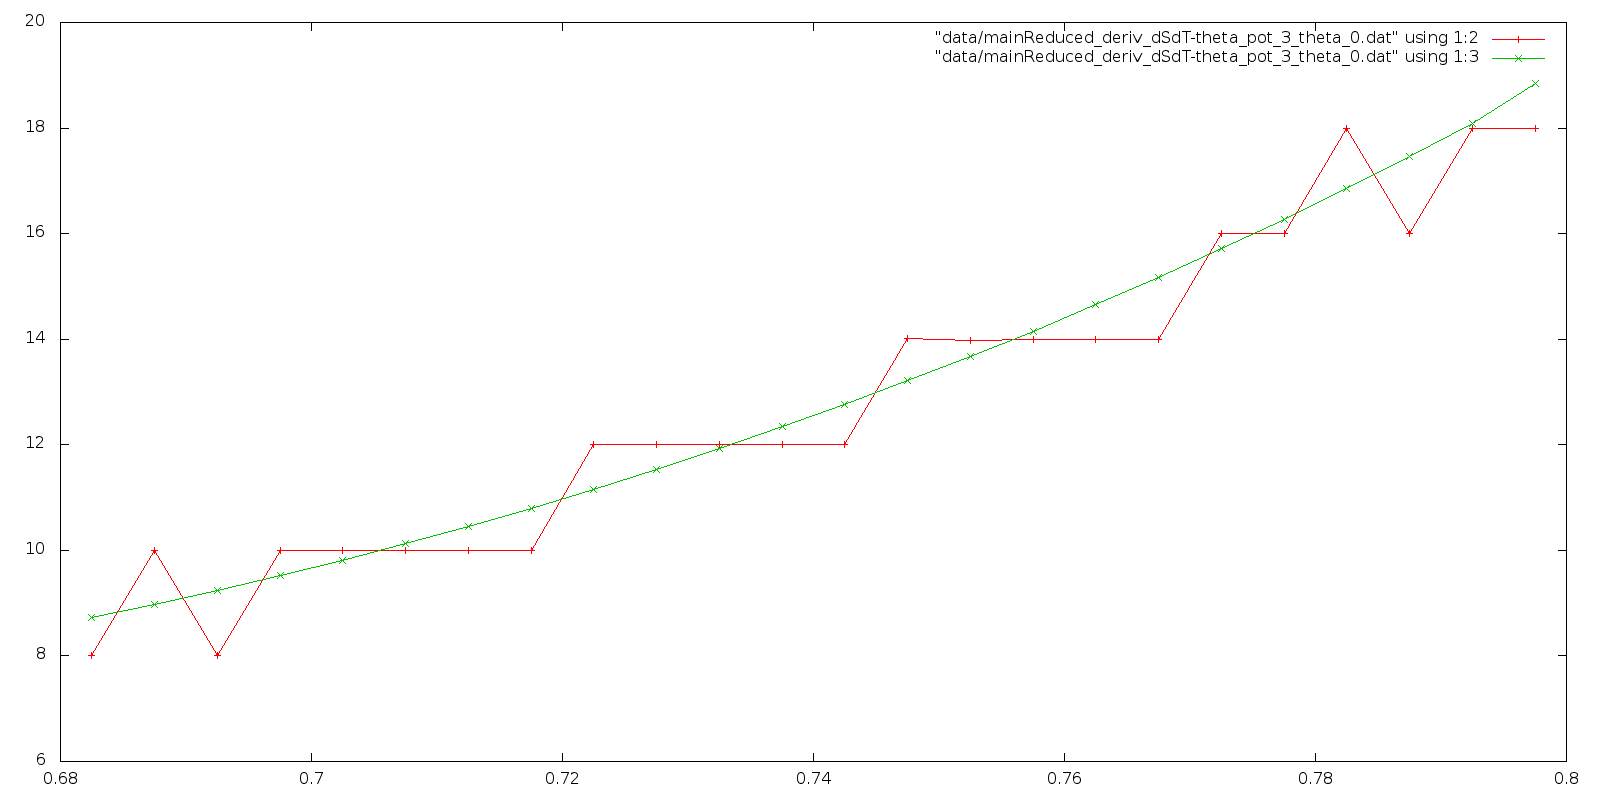 "data/mainReduced_deriv_dSdT-theta_pot_3_theta_0.dat" using 1:2
"data/mainReduced_deriv_dSdT-theta_pot_3_theta_0.dat" using 1:3
20
18
16
14
12
10
8
6
0.68 0.7 0.72 0.74 0.76 0.78 0.8